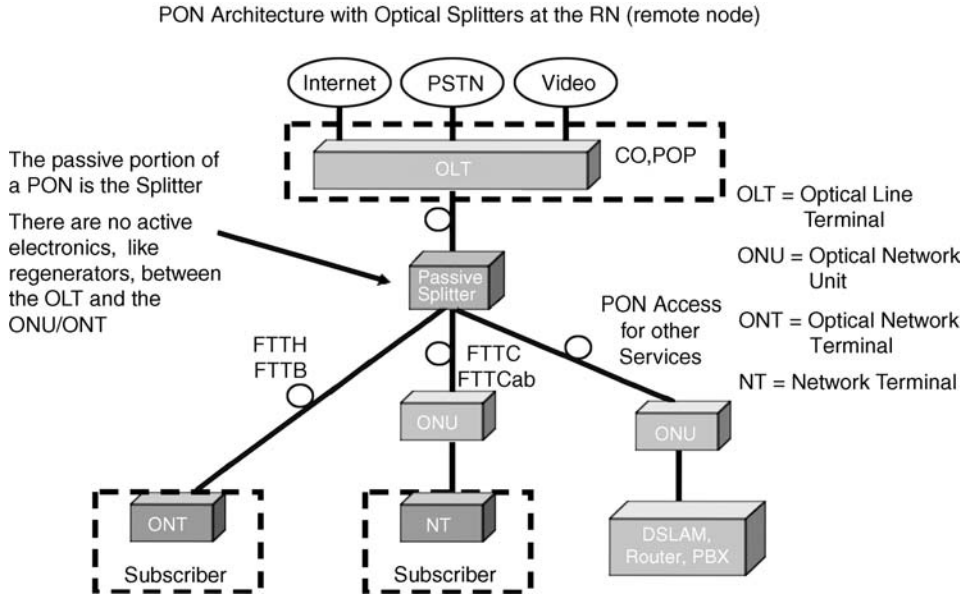 PON Architecture with Optical Splitters at the RN (remote node)
Internet
PSTN
Video
OLT
CO,POP
The passive portion of
a PON is the Splitter
There are no active
electronics, like
regenerators, between
the OLT and the
ONU/ONT
OLT = Optical Line
Terminal
ONU = Optical Network
Unit
ONT = Optical Network
Terminal
NT = Network Terminal
Passive
Splitter
PON Access
for other
Services
FTTH
FTTB
FTTC
FTTCab
ONU
ONU
ONT
Subscriber
NT
Subscriber
DSLAM,
Router, PBX